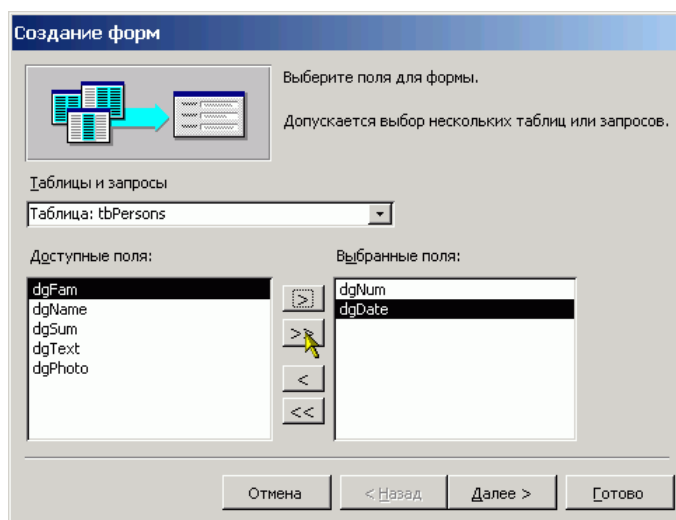 Создание форм
Выберите поля для формы.
Допускается выбор нескольких таблиц или запросов.
Таблицы и запросы
Таблица: tbPersons
Доступные поля:
Выбранные поля:
dgFam
dgName
dgSum
dgText
dgPhoto
>
>>
<
<<
dgNum
dgDate
Отмена
< Назад
Далее >
Готово